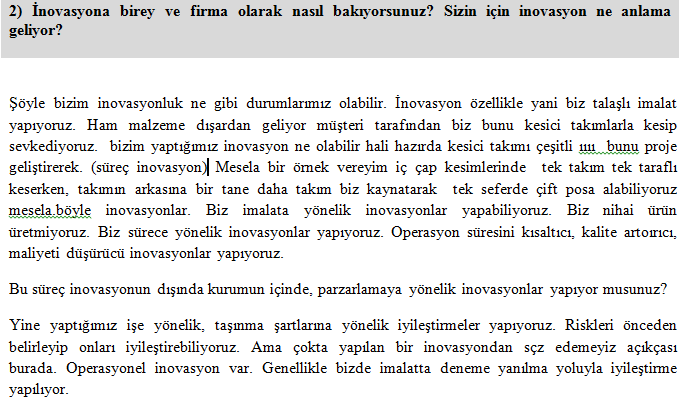 2) İnovasyona birey ve firma olarak nasıl bakıyorsunuz? Sizin için inovasyon ne anlama
geliyor?
Şöyle bizim inovasyonluk ne gibi durumlarımız olabilir. İnovasyon özellikle yani biz talaşlı imalat
yapıyoruz. Ham malzeme dışardan geliyor müşteri tarafından biz bunu kesici takımlarla kesip
sevkediyoruz. bizim yaptığımız inovasyon ne olabilir hali hazırda kesici takımı çeşitli ıııı bunu proje
geliştirerek. (süreç inovasyon) Mesela bir örnek vereyim iç çap kesimlerinde tek takım tek taraflı
keserken, takımın arkasına bir tane daha takım biz kaynatarak tek seferde çift posa alabiliyoruz
mesela.böyle inovasyonlar. Biz imalata yönelik inovasyonlar yapabiliyoruz. Biz nihai ürün
üretmiyoruz. Biz sürece yönelik inovasyonlar yapıyoruz. Operasyon süresini kısaltıcı, kalite artoırıcı,
maliyeti düşürücü inovasyonlar yapıyoruz.
Bu süreç inovasyonun dışında kurumun içinde, parzarlamaya yönelik inovasyonlar yapıyor musunuz?
Yine yaptığımız işe yönelik, taşınma şartlarına yönelik iyileştirmeler yapıyoruz. Riskleri önceden
belirleyip onları iyileştirebiliyoruz. Ama çokta yapılan bir inovasyondan sçz edemeyiz açıkçası
burada. Operasyonel inovasyon var. Genellikle bizde imalatta deneme yanılma yoluyla iyileştirme
yapılıyor.